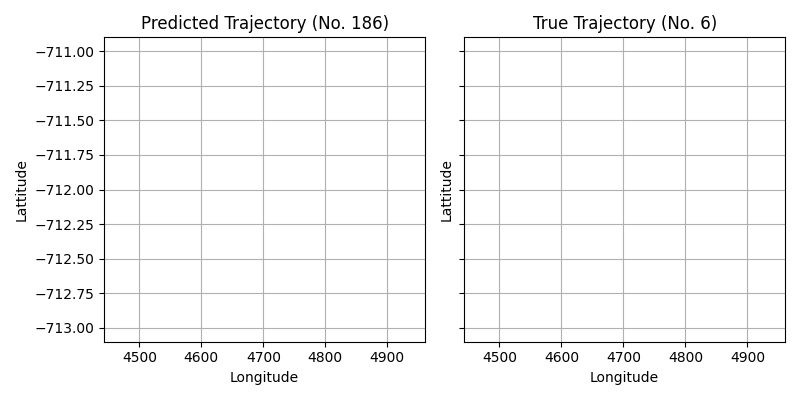 Predicted Trajectory (No. 186)
True Trajectory (No. 6)
Lattitude
−711.00
−711.25
−711.50
−711.75
−712.00
−712.25
−712.50
−712.75
−713.00
4500 4600 4700 4800 4900
Longitude
Lattitude
4500 4600 4700 4800 4900
Longitude